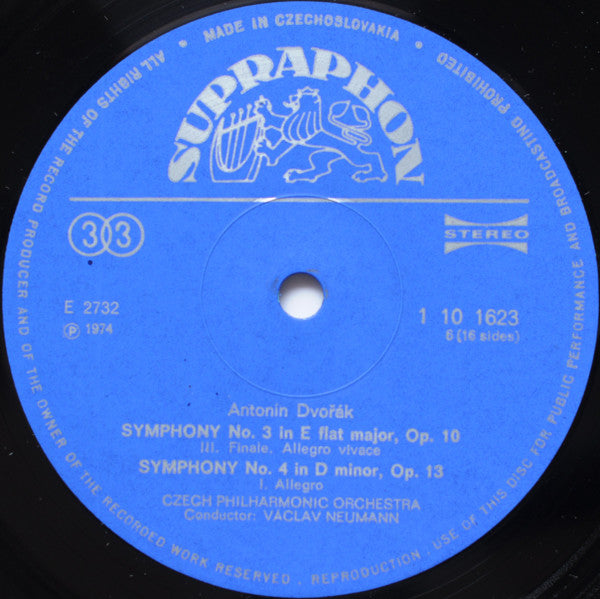 ALL RIGHTS OF THE RECORD PRODUCER AND OF THE OWNER OF THE RECORDED WORK RESERVED . REPRODUCTION . USE OF THIS DISC FOR PUBLIC PERFORMANCE AND BROADCASTING PROHIBITED
MADE IN CZECHOSLOVAKIA
SUPRAPHON
33
STEREO
E 2732
℗ 1974
1 10 1623
6 (16 sides)
Antonín Dvořák
SYMPHONY No. 3 in E flat major, Op. 10
III. Finale. Allegro vivace
SYMPHONY No. 4 in D minor, Op. 13
I. Allegro
CZECH PHILHARMONIC ORCHESTRA
Conductor: VÁCLAV NEUMANN